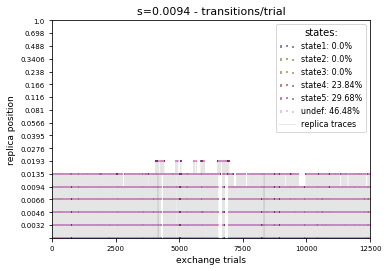 s=0.0094 - transitions/trial
1.0
0.698
0.488
0.3406
0.238
0.166
0.116
0.081
0.0566
0.0395
0.0276
0.0193
0.0135
0.0094
0.0066
0.0046
0.0032
replica position
states:
state1: 0.0%
state2: 0.0%
state3: 0.0%
state4: 23.84%
state5: 29.68%
undef: 46.48%
replica traces
0
2500
5000
7500
10000
12500
exchange trials